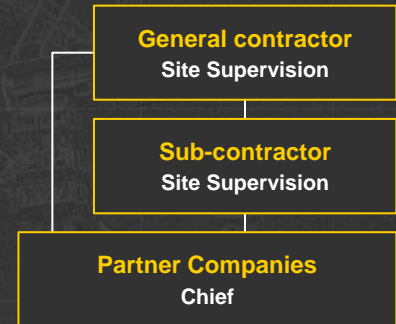 General contractor
Site Supervision
Sub-contractor
Site Supervision
Partner Companies
Chief